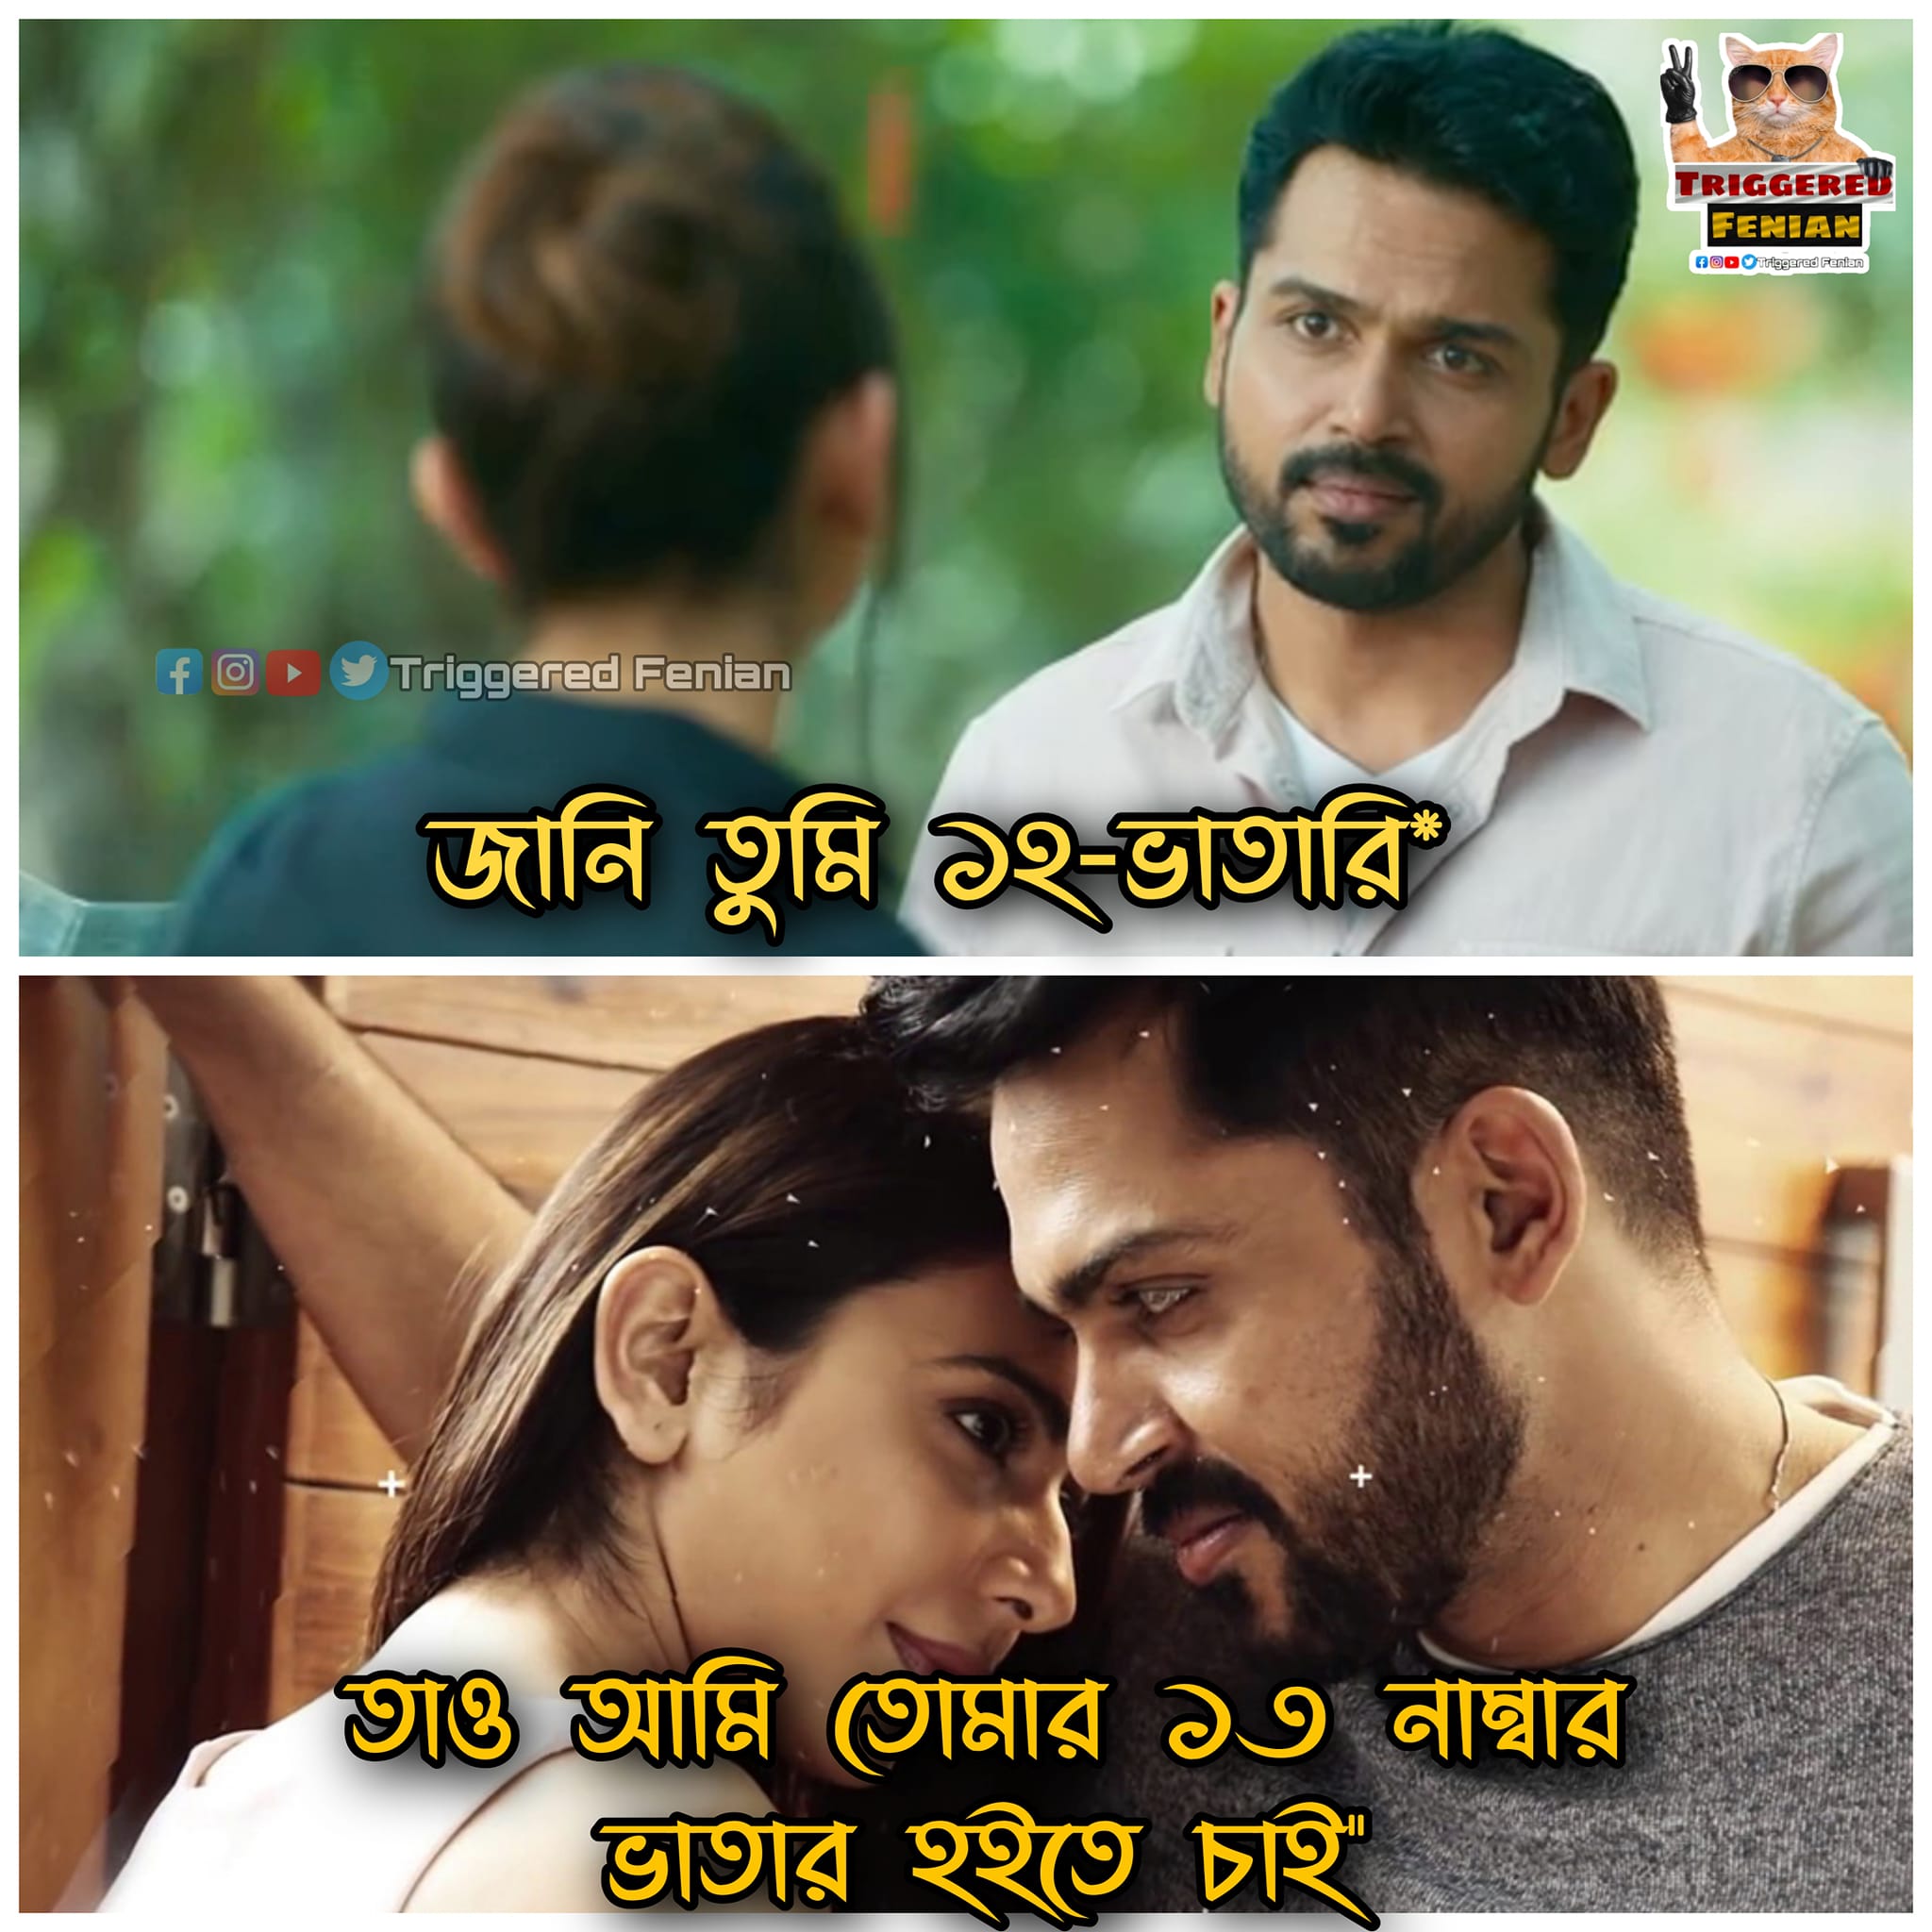 TRIGGERED
FENIAN
Triggered Fenian
Triggered Fenian
জানি তুমি ১২-ভাতারি*
তাও আমি তোমার ১৩ নাম্বার
ভাতার হইতে চাই"